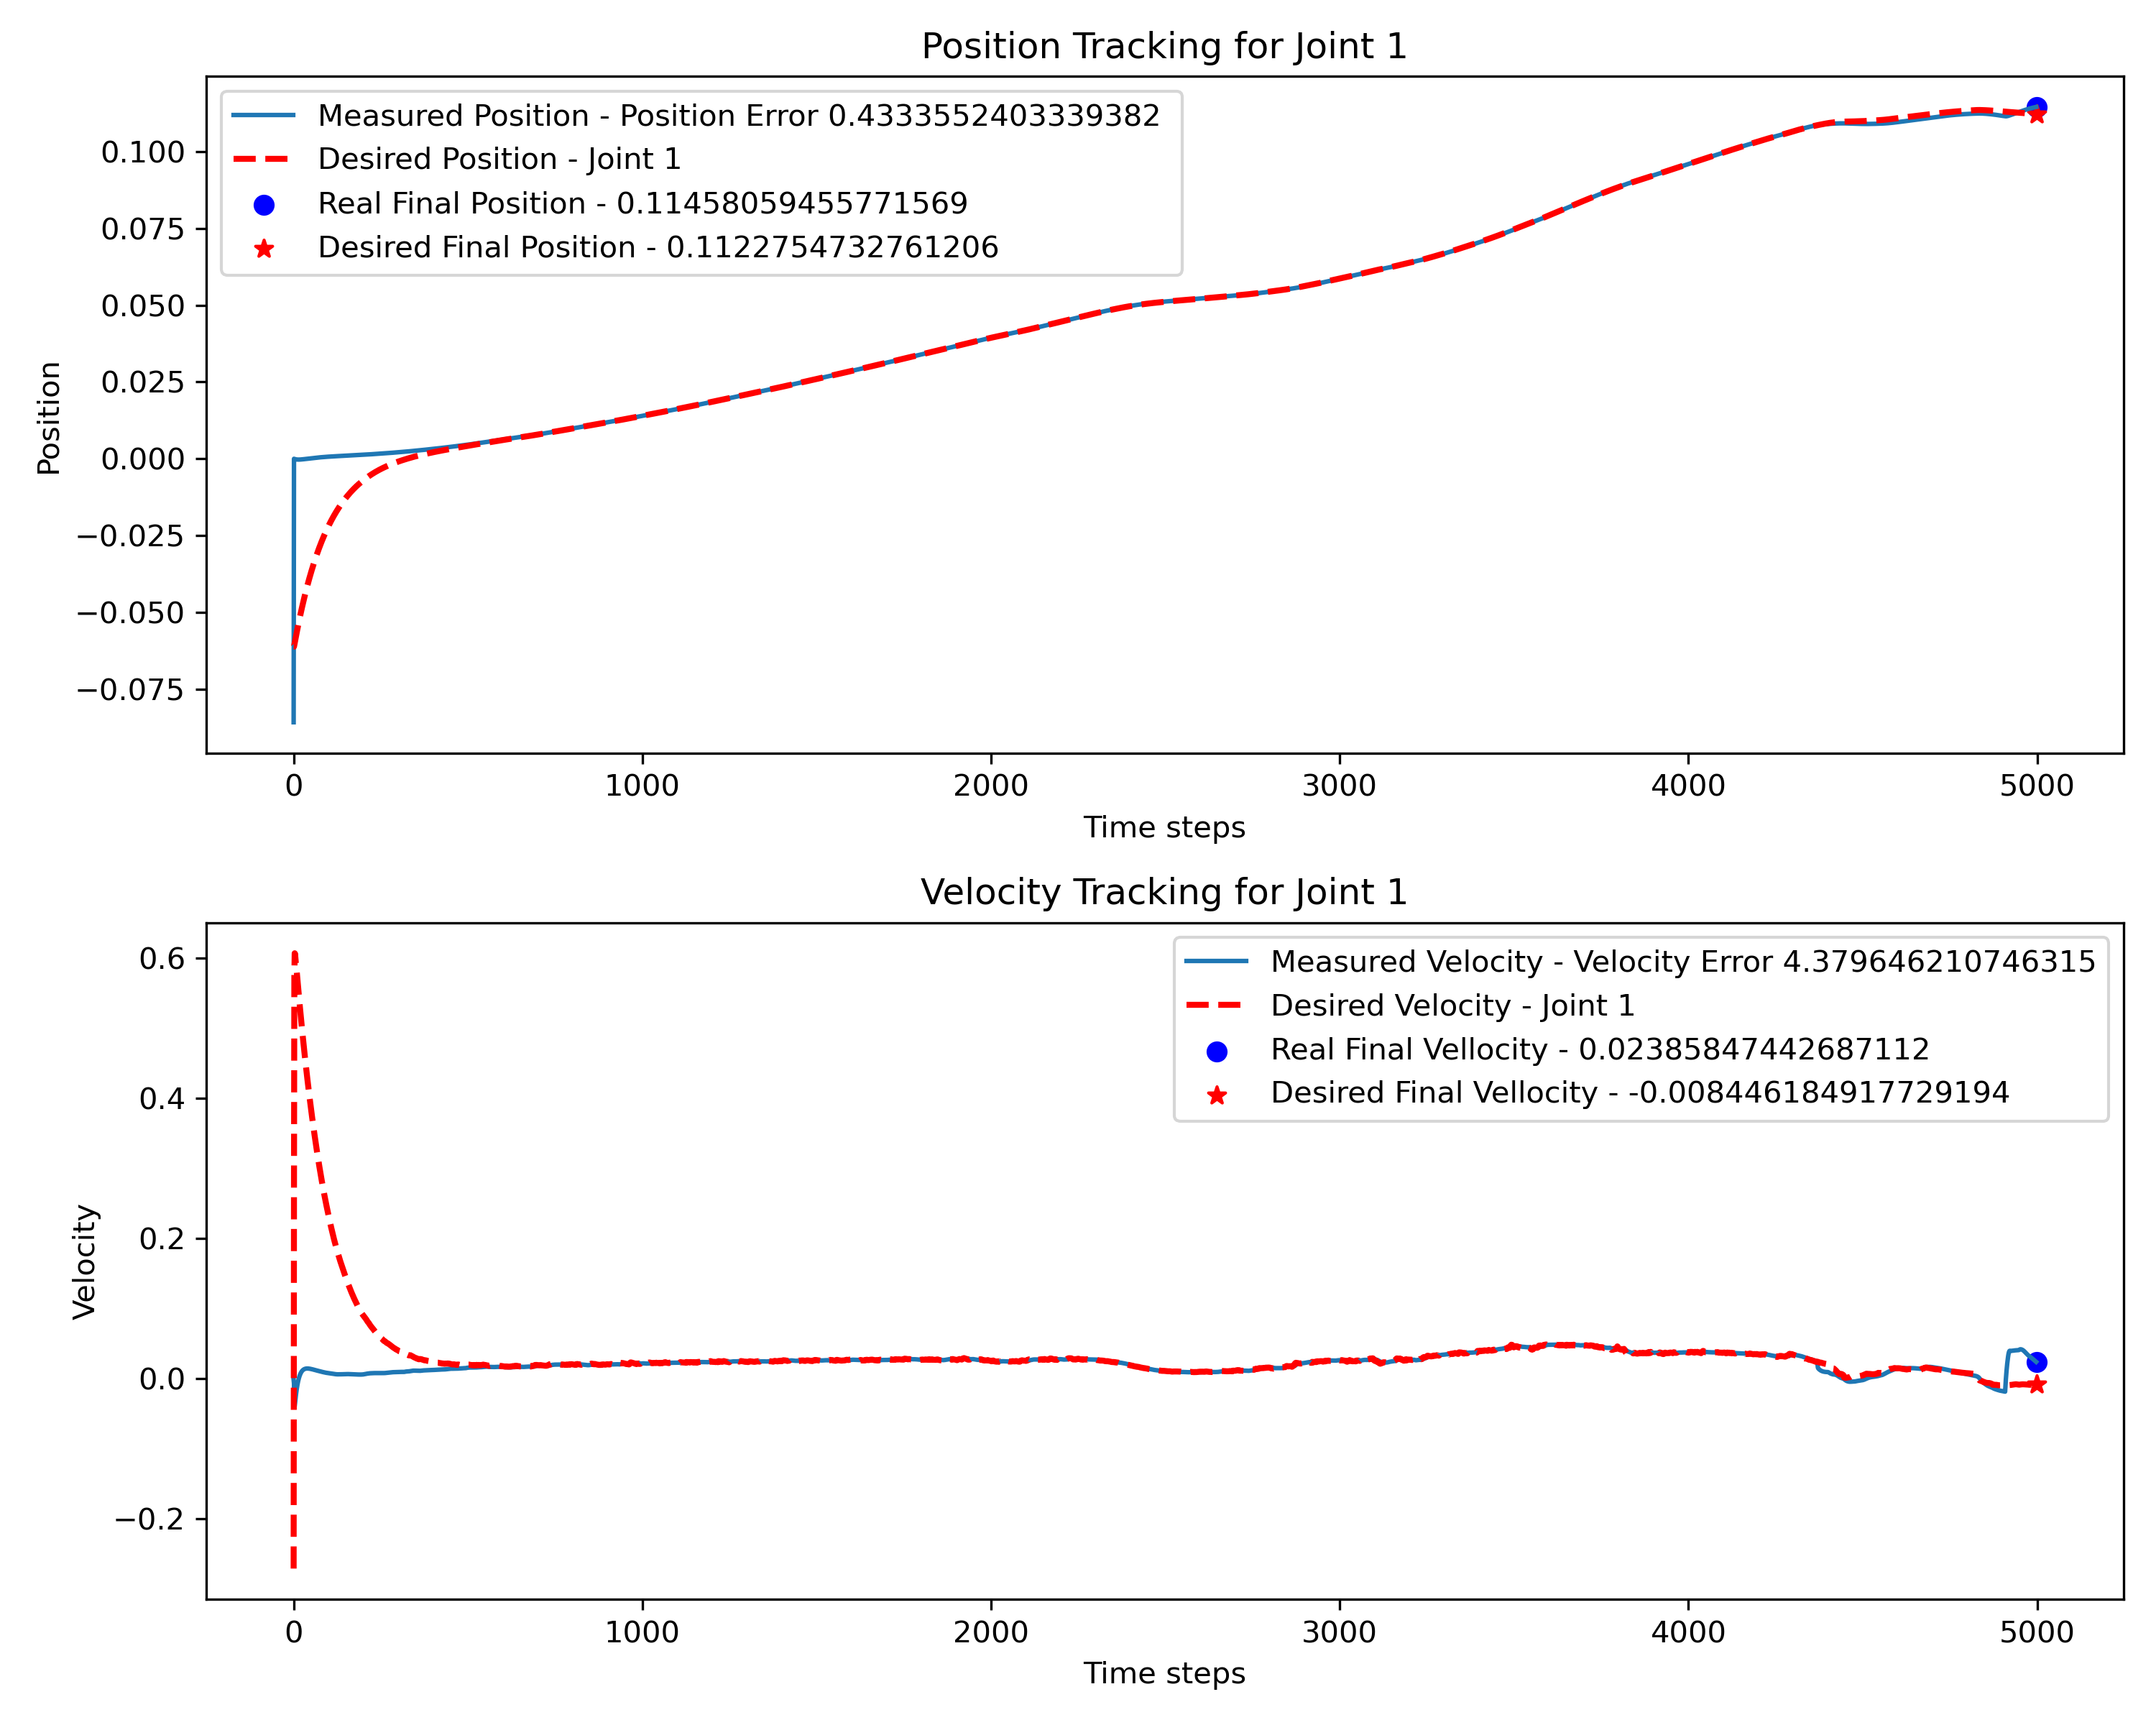 Position Tracking for Joint 1
Measured Position - Position Error 0.4333552403339382
Desired Position - Joint 1
Real Final Position - 0.11458059455771569
Desired Final Position - 0.1122754732761206
0.100
0.075
0.050
0.025
0.000
−0.025
−0.050
−0.075
Position
0 1000 2000 3000 4000 5000
Time steps
Velocity Tracking for Joint 1
Measured Velocity - Velocity Error 4.379646210746315
Desired Velocity - Joint 1
Real Final Vellocity - 0.02385847442687112
Desired Final Vellocity - -0.008446184917729194
0.6
0.4
0.2
0.0
−0.2
Velocity
0 1000 2000 3000 4000 5000
Time steps